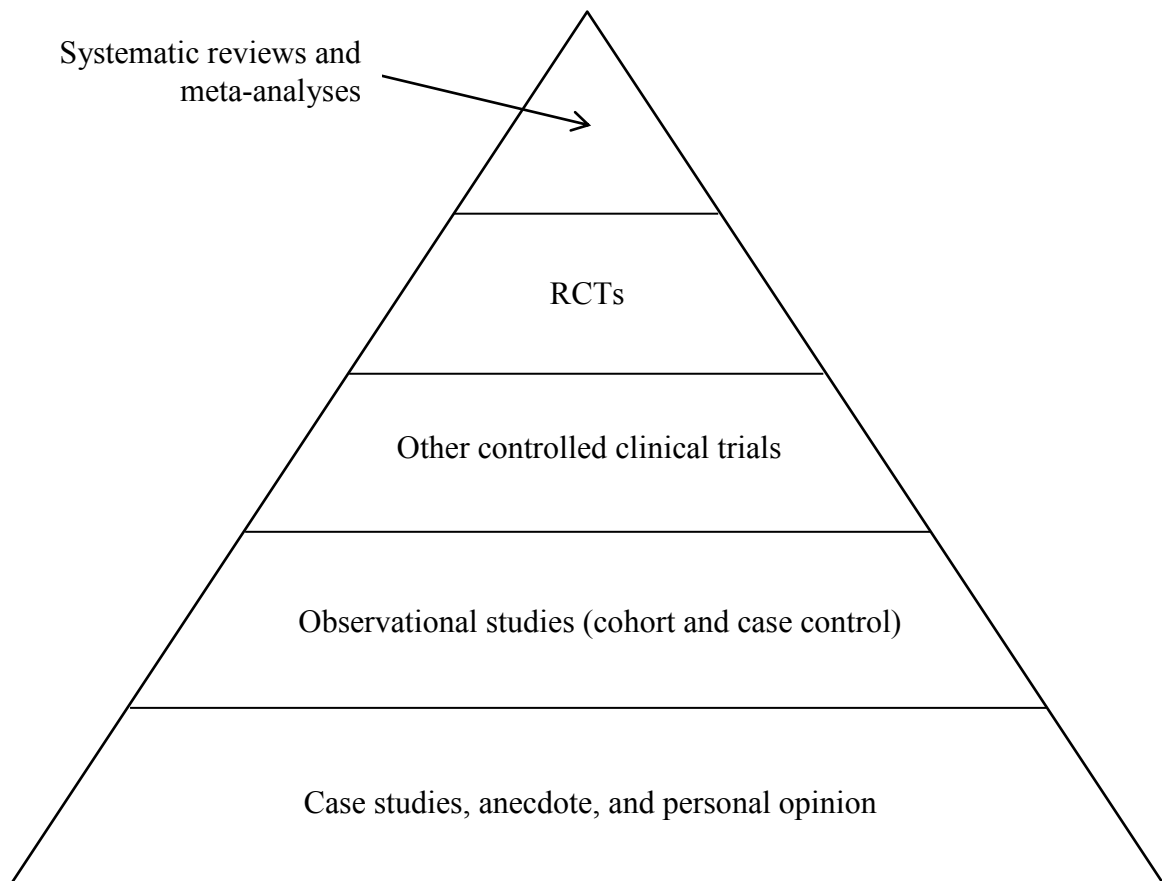 Systematic reviews and
meta-analyses
RCTs
Other controlled clinical trials
Observational studies (cohort and case control)
Case studies, anecdote, and personal opinion